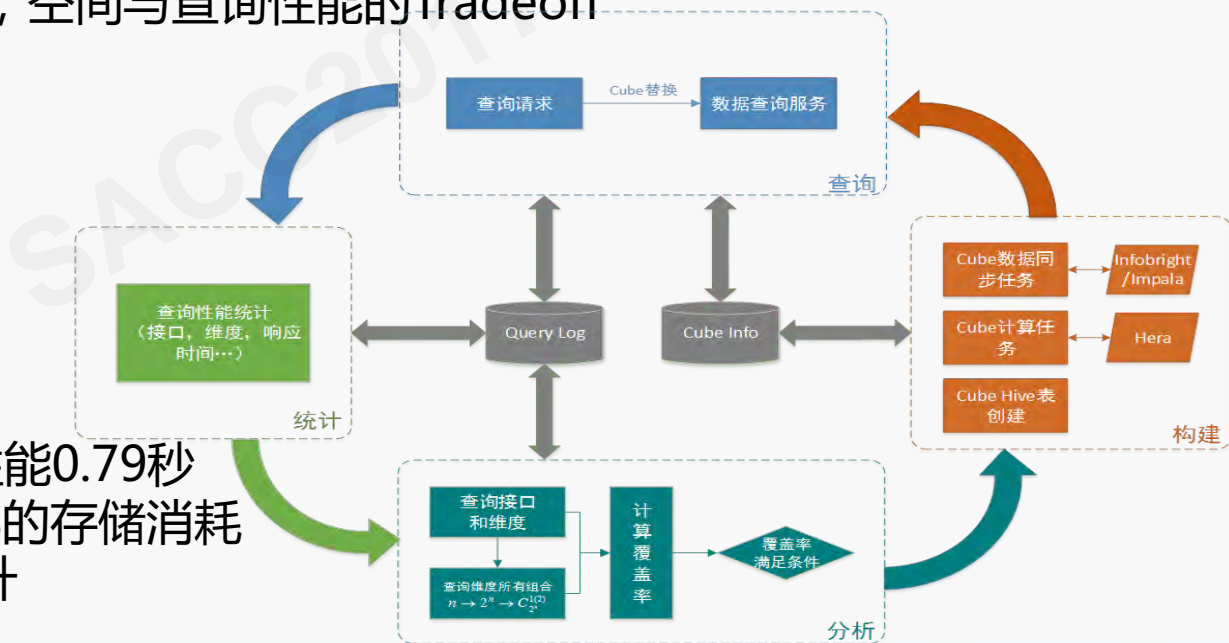 ，空间与查询性能的Tradeoff
SACC201
查询请求
Cube替换
数据查询服务
查询
查询性能统计
（接口，维度，响应
时间…）
统计
Query Log
Cube Info
Cube数据同
步任务
Infobright
/Impala
Cube计算任
务
Hera
Cube Hive表
创建
构建
能0.79秒
的存储消耗
查询接口
和维度
查询维度所有组合
n → 2ⁿ → C_{2ⁿ}^{1(2)}
计
算
覆
盖
率
覆盖率
满足条件
分析